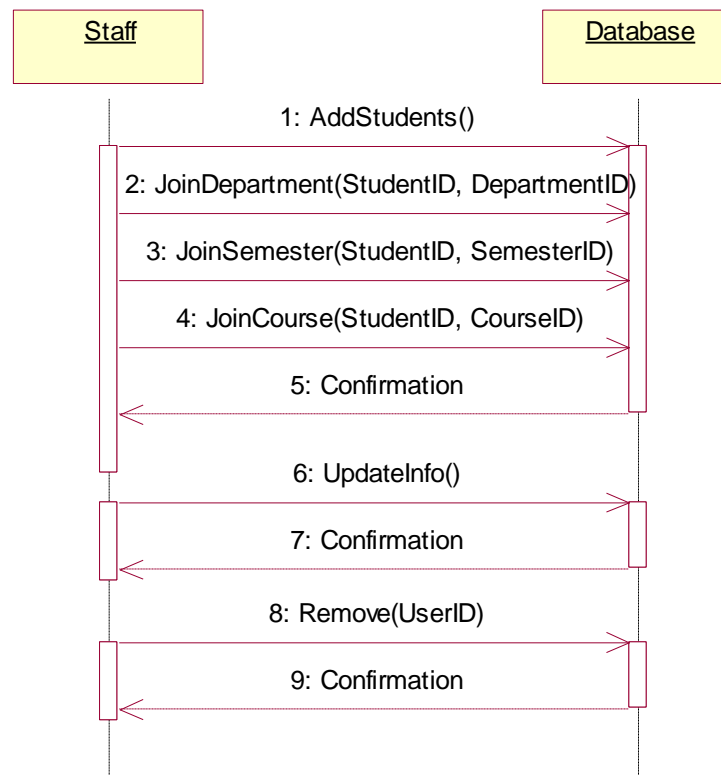 Staff
Database
1: AddStudents()
2: JoinDepartment(StudentID, DepartmentID)
3: JoinSemester(StudentID, SemesterID)
4: JoinCourse(StudentID, CourseID)
5: Confirmation
6: UpdateInfo()
7: Confirmation
8: Remove(UserID)
9: Confirmation